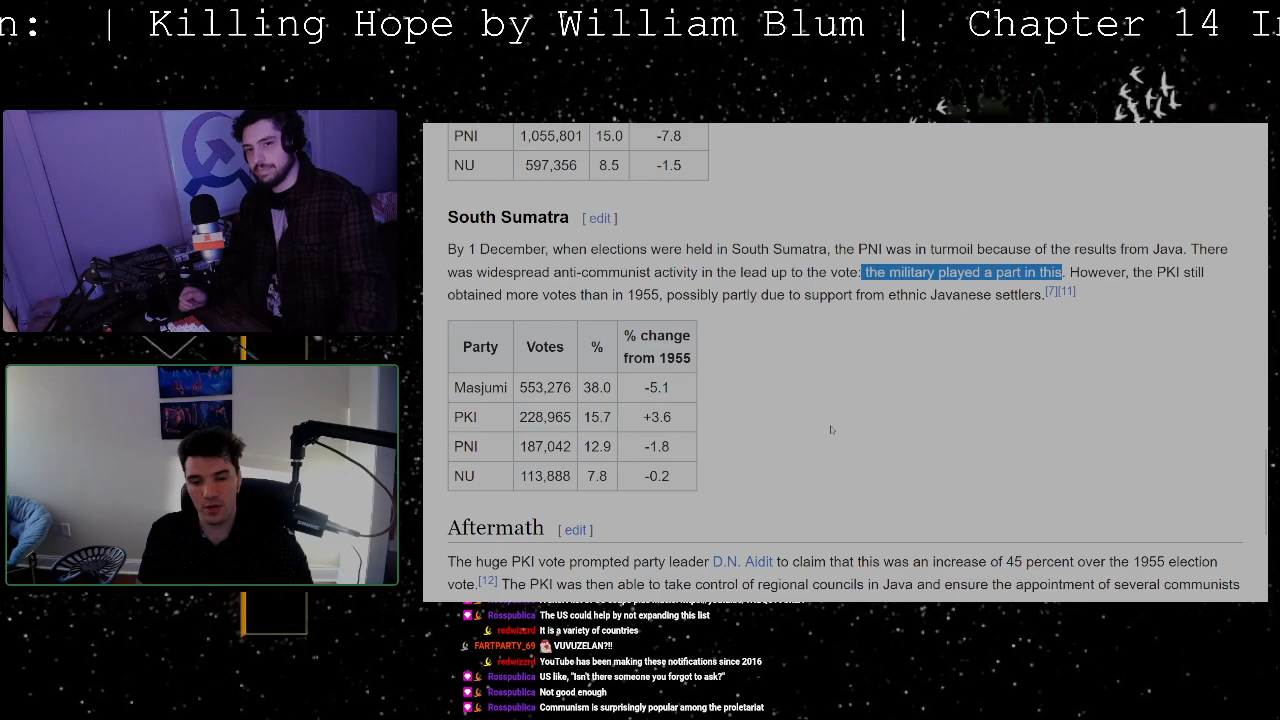 n:   | Killing Hope by William Blum |   Chapter 14 I
PNI 1,055,801 15.0 -7.8
NU 597,356 8.5 -1.5
South Sumatra [ edit ]
By 1 December, when elections were held in South Sumatra, the PNI was in turmoil because of the results from Java. There
was widespread anti-communist activity in the lead up to the vote: the military played a part in this. However, the PKI still
obtained more votes than in 1955, possibly partly due to support from ethnic Javanese settlers.[7][11]
Party Votes % % change from 1955
Masjumi 553,276 38.0 -5.1
PKI 228,965 15.7 +3.6
PNI 187,042 12.9 -1.8
NU 113,888 7.8 -0.2
Aftermath [ edit ]
The huge PKI vote prompted party leader D.N. Aidit to claim that this was an increase of 45 percent over the 1955 election
vote.[12] The PKI was then able to take control of regional councils in Java and ensure the appointment of several communists
Rosspublica The US could help by not expanding this list
redwizzrd It is a variety of countries
FARTPARTY_69 VUVUZELAN?!!
redwizzrd YouTube has been making these notifications since 2016
Rosspublica US like, "Isn't there someone you forgot to ask?"
Rosspublica Not good enough
Rosspublica Communism is surprisingly popular among the proletariat
SHURE